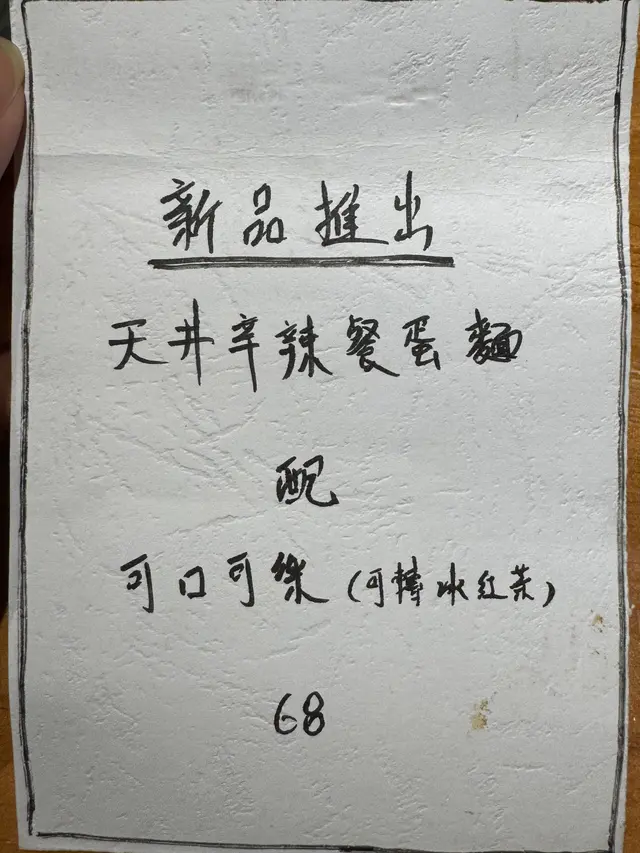 新品推出
天井辛辣餐蛋麵
配
可口可樂(可轉冰紅茶)
68